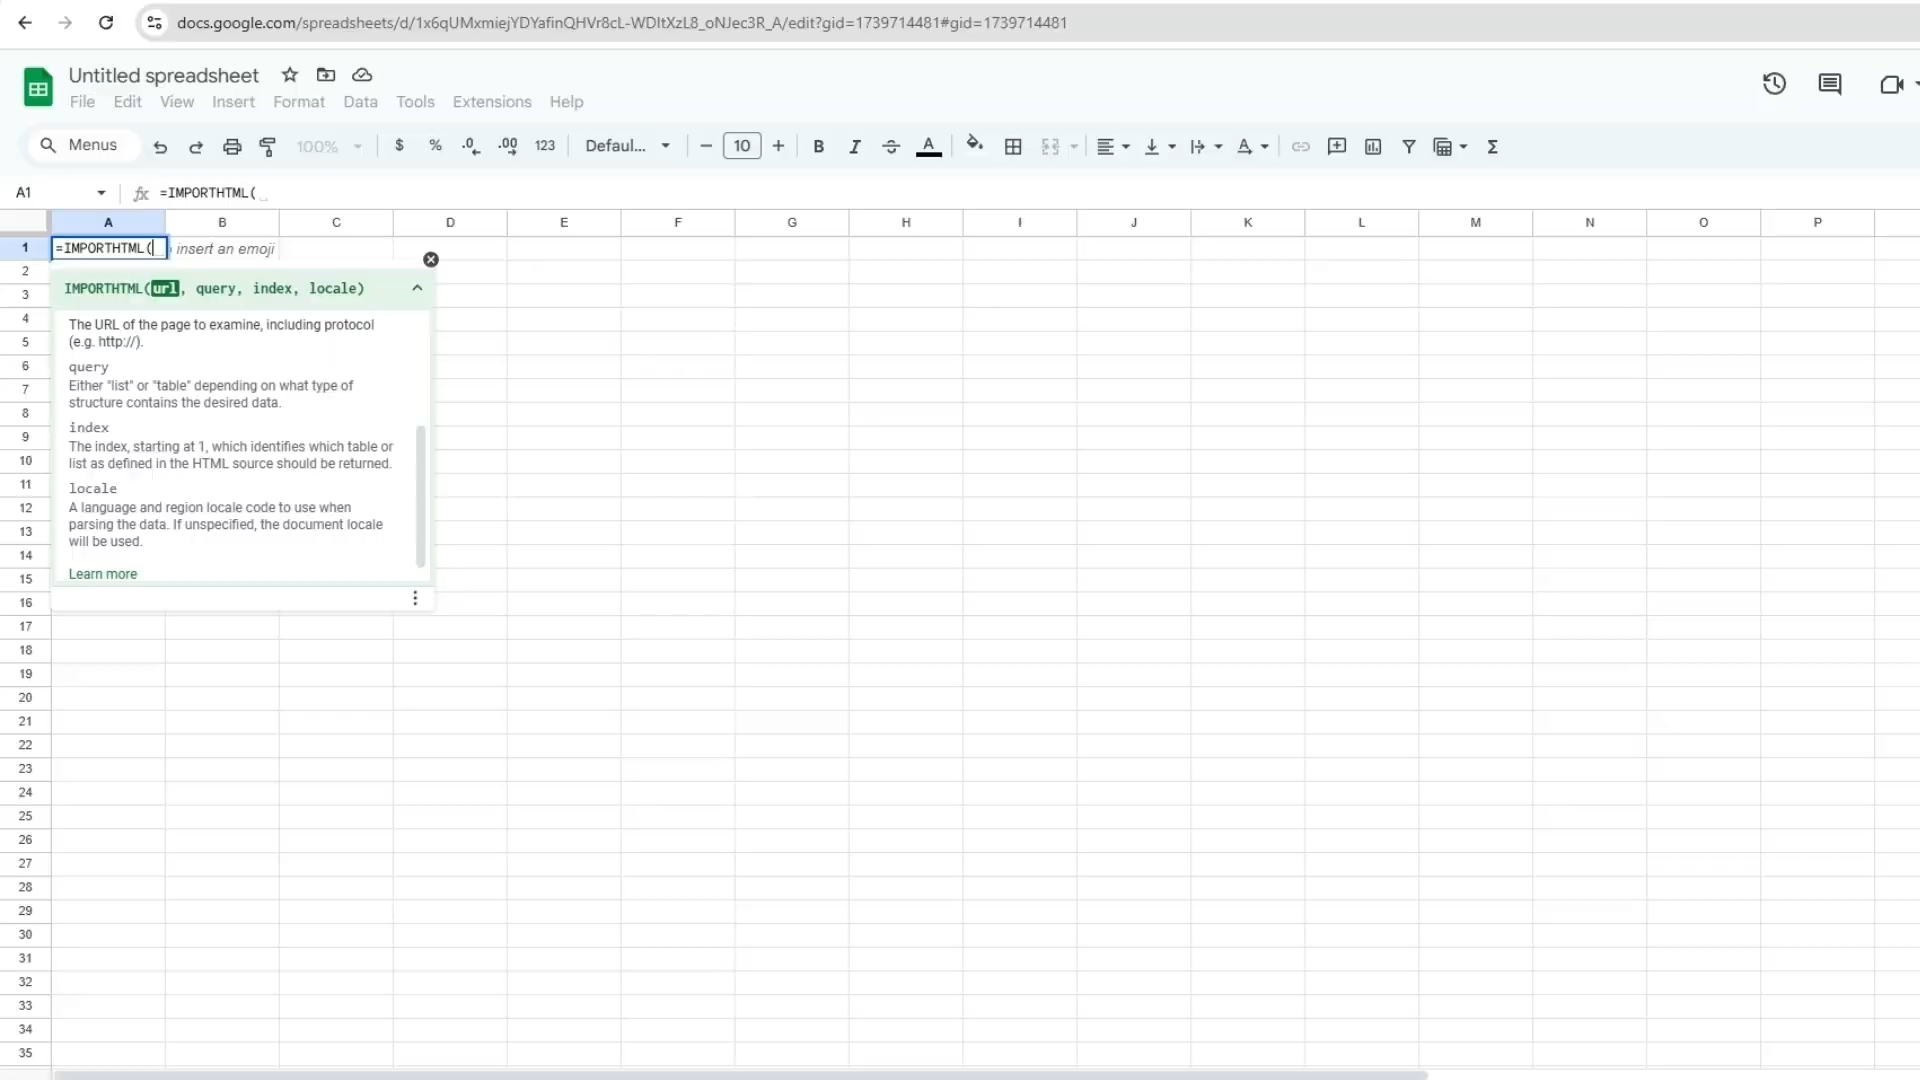 docs.google.com/spreadsheets/d/1x6qUMxmiejYDYafinQHVr8cL-WDItXzL8_oNJec3R_A/edit?gid=1739714481#gid=1739714481
Untitled spreadsheet
File Edit View Insert Format Data Tools Extensions Help
Menus 100% $ % .0 .00 123 Defaul... 10 B I A
A1 fx =IMPORTHTML(
A B C D E F G H I J K L M N O P
1 =IMPORTHTML( insert an emoji
2
IMPORTHTML(url, query, index, locale)
3
The URL of the page to examine, including protocol
4
(e.g. http://).
5
query
6
Either "list" or "table" depending on what type of
7
structure contains the desired data.
8
index
9
The index, starting at 1, which identifies which table or
10
list as defined in the HTML source should be returned.
11
locale
A language and region locale code to use when
12
parsing the data. If unspecified, the document locale
13
will be used.
14
Learn more
15
16
17
18
19
20
21
22
23
24
25
26
27
28
29
30
31
32
33
34
35